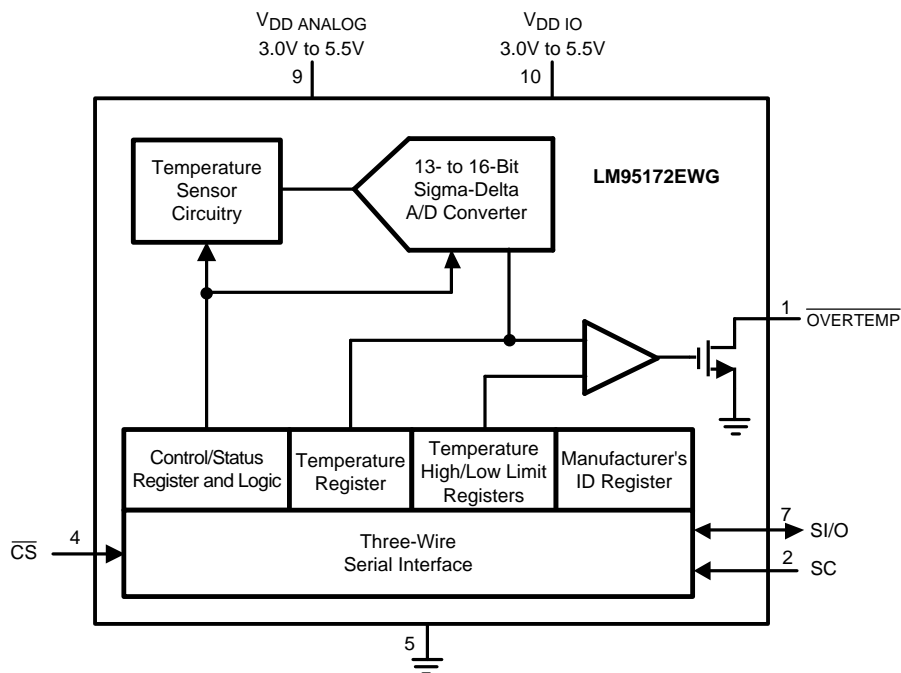 VDD ANALOG
3.0V to 5.5V
9
VDD IO
3.0V to 5.5V
10
Temperature
Sensor
Circuitry
13- to 16-Bit
Sigma-Delta
A/D Converter
LM95172EWG
1
OVERTEMP
Control/Status
Register and Logic
Temperature
Register
Temperature
High/Low Limit
Registers
Manufacturer's
ID Register
CS
4
Three-Wire
Serial Interface
7
SI/O
2
SC
5